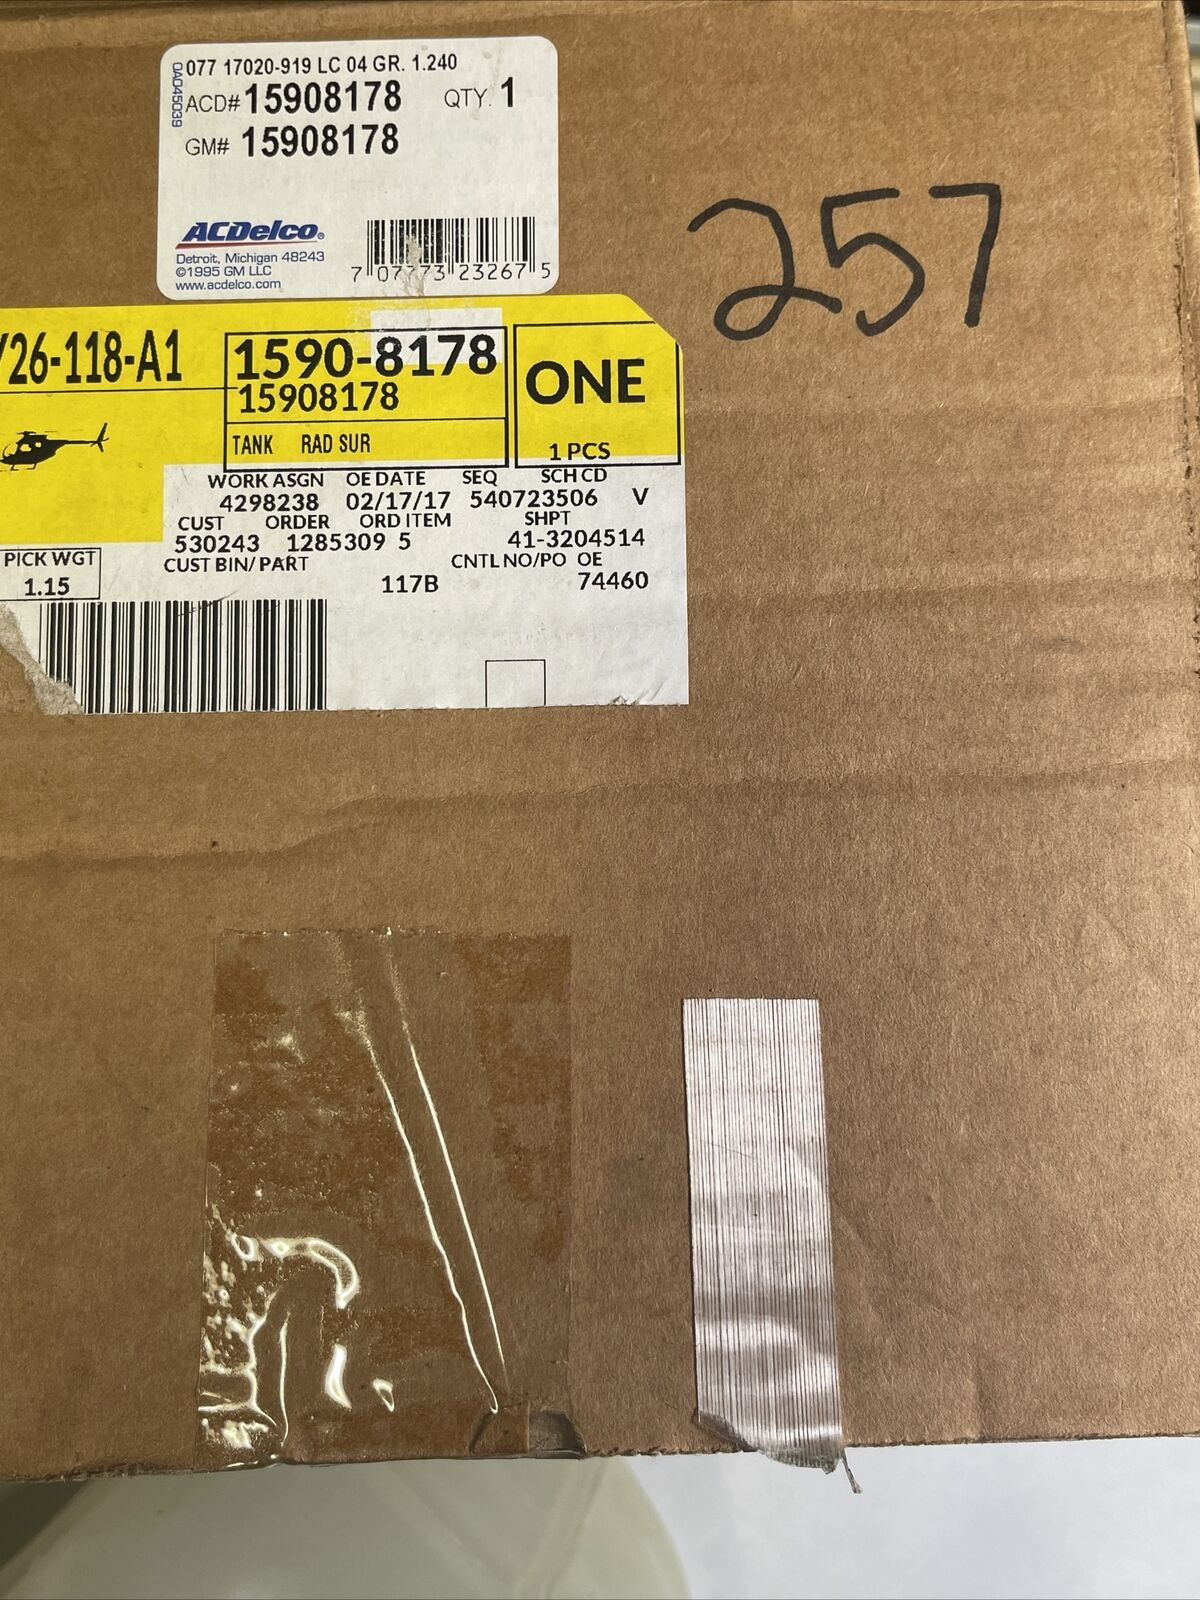 077 17020-919 LC 04 GR. 1.240
0AD45039
ACD# 15908178 QTY. 1
GM# 15908178
ACDelco®
Detroit, Michigan 48243
©1995 GM LLC
www.acdelco.com
7 07773 23267 5
257
Y26-118-A1
1590-8178
15908178
ONE
TANK RAD SUR
1 PCS
WORK ASGN OE DATE SEQ SCH CD
4298238 02/17/17 540723506 V
CUST ORDER ORD ITEM SHPT
530243 1285309 5 41-3204514
PICK WGT
1.15
CUST BIN/ PART CNTL NO/PO OE
117B 74460